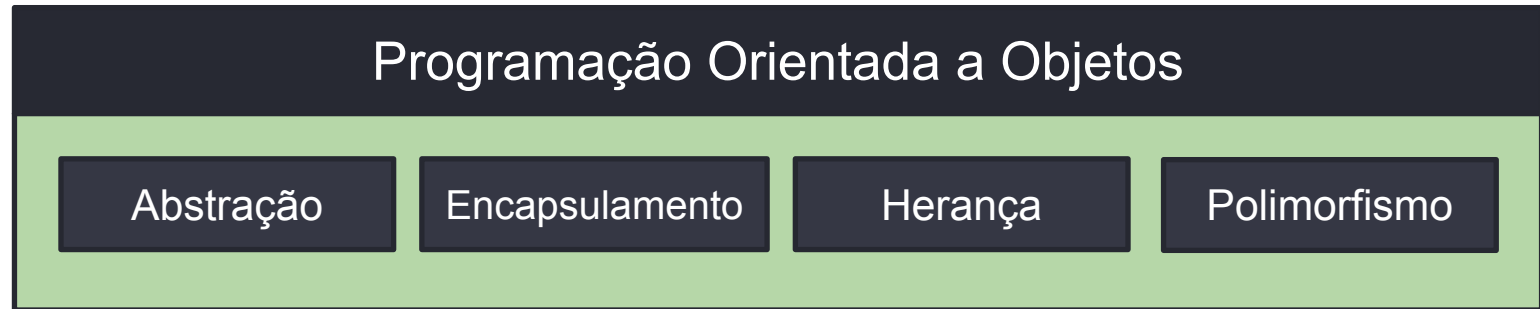 Programação Orientada a Objetos
Abstração Encapsulamento Herança Polimorfismo